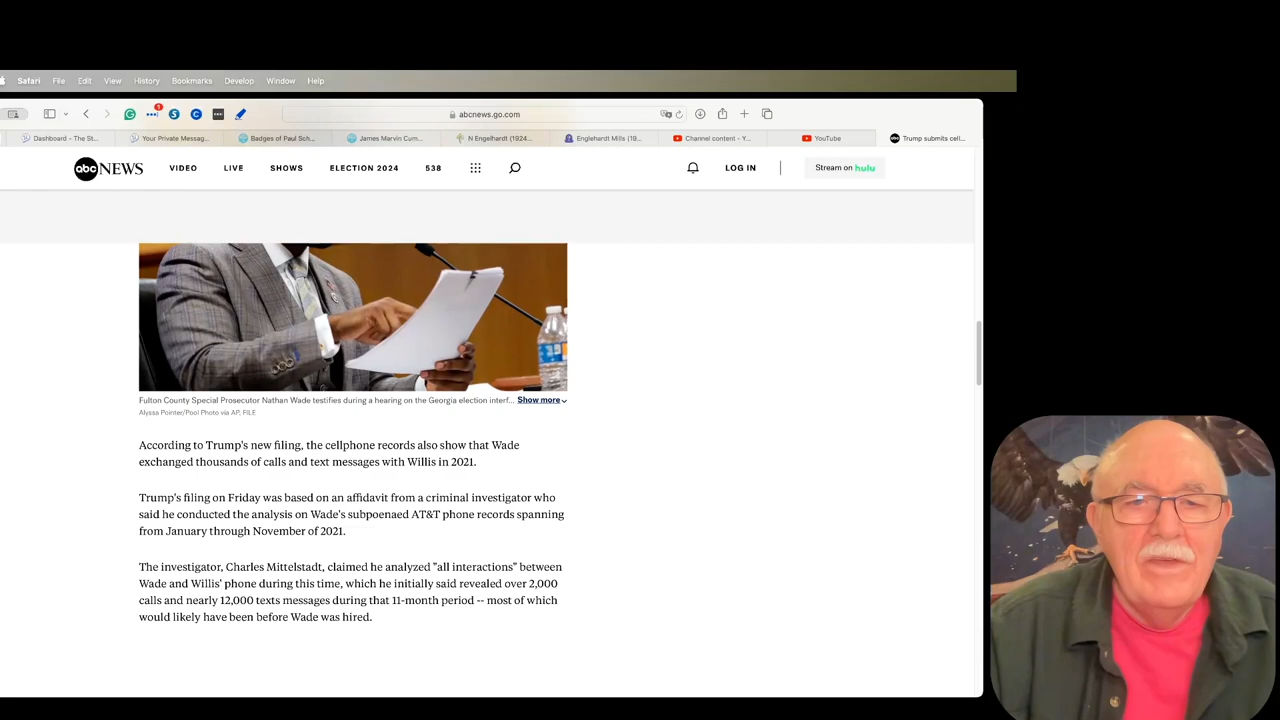 Safari File Edit View History Bookmarks Develop Window Help
1
abcnews.go.com
Dashboard – The St... Your Private Messag... Badges of Paul Sch... James Marvin Cum... N Engelhardt (1924... Englehardt Mills (19... Channel content - Y... YouTube Trump submits cell...
abc NEWS VIDEO LIVE SHOWS ELECTION 2024 538 LOG IN Stream on hulu
Fulton County Special Prosecutor Nathan Wade testifies during a hearing on the Georgia election interf... Show more
Alyssa Pointer/Pool Photo via AP, FILE
According to Trump's new filing, the cellphone records also show that Wade
exchanged thousands of calls and text messages with Willis in 2021.
Trump's filing on Friday was based on an affidavit from a criminal investigator who
said he conducted the analysis on Wade's subpoenaed AT&T phone records spanning
from January through November of 2021.
The investigator, Charles Mittelstadt, claimed he analyzed "all interactions" between
Wade and Willis' phone during this time, which he initially said revealed over 2,000
calls and nearly 12,000 texts messages during that 11-month period -- most of which
would likely have been before Wade was hired.